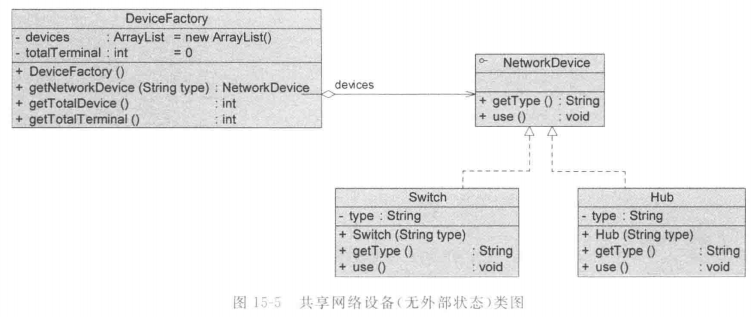 DeviceFactory
- devices : ArrayList = new ArrayList()
- totalTerminal : int = 0
+ DeviceFactory ()
+ getNetworkDevice (String type) : NetworkDevice
+ getTotalDevice () : int
+ getTotalTerminal () : int
devices
NetworkDevice
+ getType () : String
+ use () : void
Switch
- type : String
+ Switch (String type)
+ getType () : String
+ use () : void
Hub
- type : String
+ Hub (String type)
+ getType () : String
+ use () : void
图 15-5 共享网络设备(无外部状态)类图